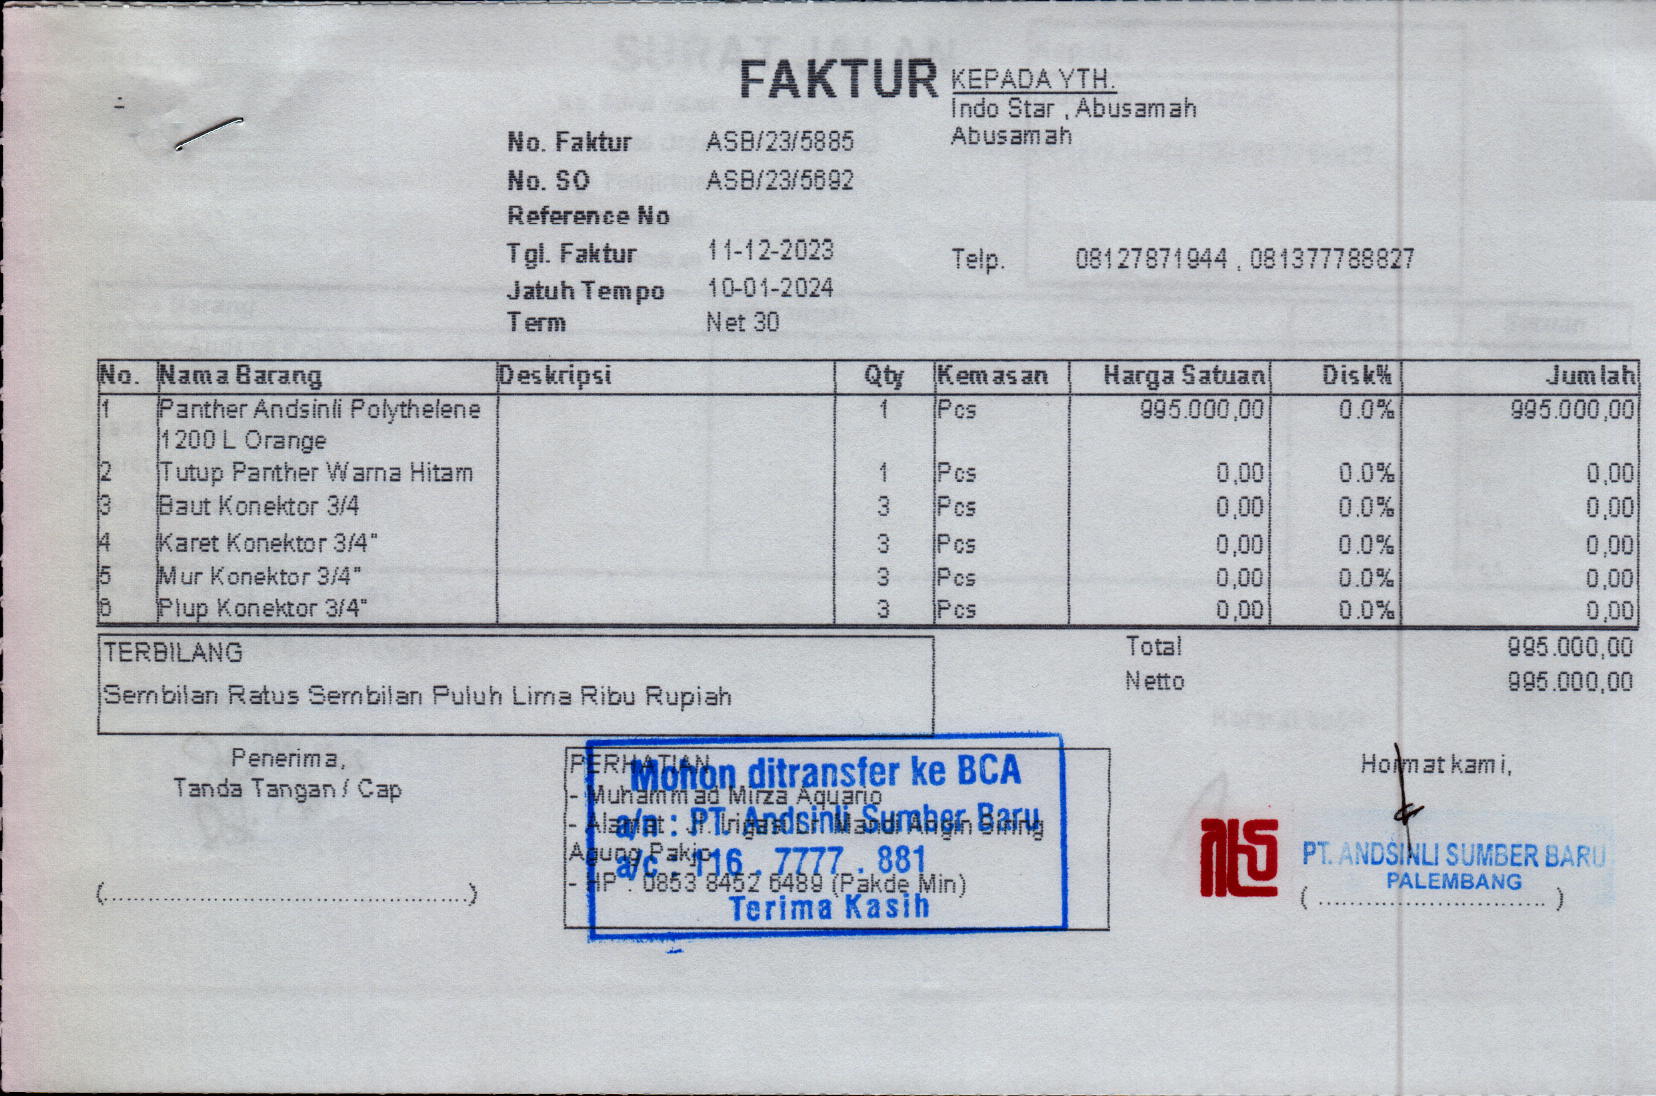 FAKTUR
KEPADA YTH.
Indo Star , Abusamah
Abusamah
No. Faktur ASB/23/5885
No. SO ASB/23/5692
Reference No
Tgl. Faktur 11-12-2023
Telp. 08127871944 , 081377788827
Jatuh Tempo 10-01-2024
Term Net 30
No. Nama Barang Deskripsi Qty Kemasan Harga Satuan Disk% Jumlah
1 Panther Andsinli Polythelene 1 Pcs 995.000,00 0.0% 995.000,00
1200 L Orange
2 Tutup Panther Warna Hitam 1 Pcs 0,00 0.0% 0,00
3 Baut Konektor 3/4 3 Pcs 0,00 0.0% 0,00
4 Karet Konektor 3/4" 3 Pcs 0,00 0.0% 0,00
5 Mur Konektor 3/4" 3 Pcs 0,00 0.0% 0,00
6 Plup Konektor 3/4" 3 Pcs 0,00 0.0% 0,00
TERBILANG
Sembilan Ratus Sembilan Puluh Lima Ribu Rupiah
Total 995.000,00
Netto 995.000,00
Penerima,
Tanda Tangan / Cap
(..............................................)
PERHATIAN
- Muhammad Mirza Aquario
- Alamat : Jl. Irigasi Lr. Mandi Angin Siring
Agung Pakjo
- HP : 0853 8452 6489 (Pakde Min)
Mohon ditransfer ke BCA
a/n : PT. Andsinli Sumber Baru
a/c : 116 . 7777 . 881
Terima Kasih
Hormat kami,
PT. ANDSINLI SUMBER BARU
PALEMBANG
( ............................. )